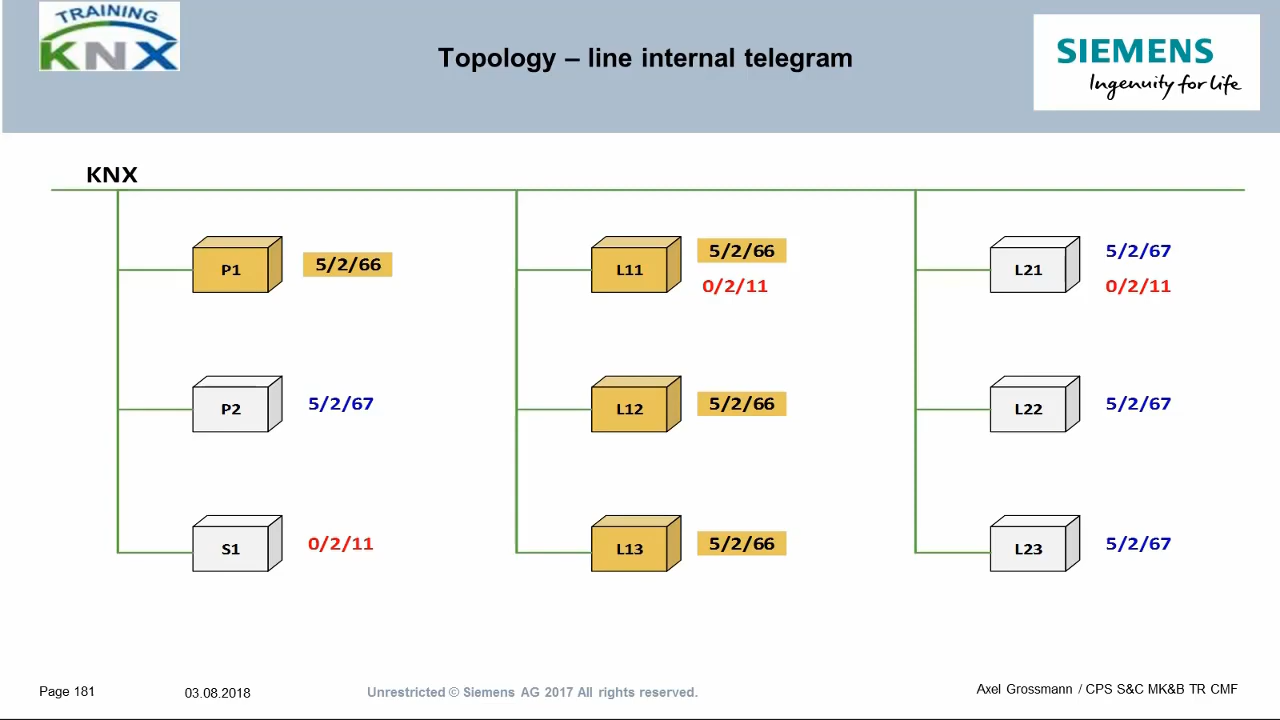 TRAINING
KNX
Topology – line internal telegram
SIEMENS
Ingenuity for life
KNX
P1
5/2/66
L11
5/2/66
0/2/11
L21
5/2/67
0/2/11
P2
5/2/67
L12
5/2/66
L22
5/2/67
S1
0/2/11
L13
5/2/66
L23
5/2/67
Page 181
03.08.2018
Unrestricted © Siemens AG 2017 All rights reserved.
Axel Grossmann / CPS S&C MK&B TR CMF